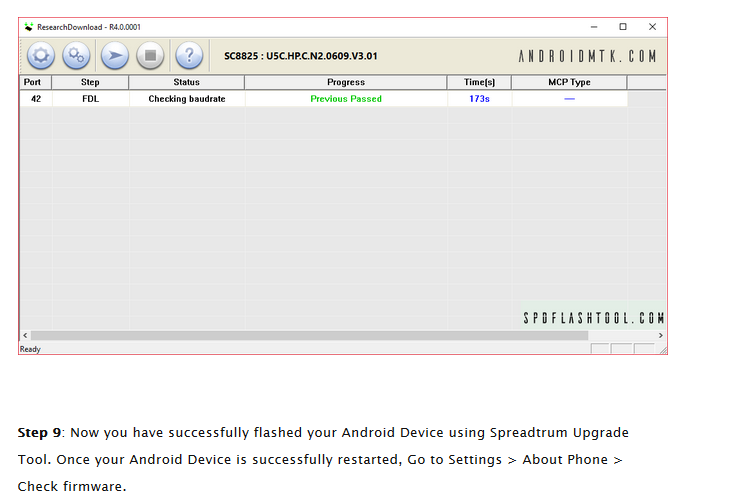 ResearchDownload - R4.0.0001
SC8825 : U5C.HP.C.N2.0609.V3.01
ANDROIDMTK.COM
Port Step Status Progress Time(s) MCP Type
42 FDL Checking baudrate Previous Passed 173s —
SPDFLASHTOOL.COM
Ready
Step 9: Now you have successfully flashed your Android Device using Spreadtrum Upgrade
Tool. Once your Android Device is successfully restarted, Go to Settings > About Phone >
Check firmware.